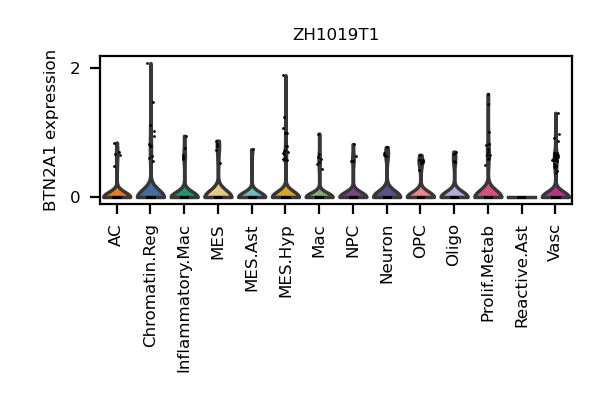 ZH1019T1
BTN2A1 expression
2
0
AC
Chromatin.Reg
Inflammatory.Mac
MES
MES.Ast
MES.Hyp
Mac
NPC
Neuron
OPC
Oligo
Prolif.Metab
Reactive.Ast
Vasc